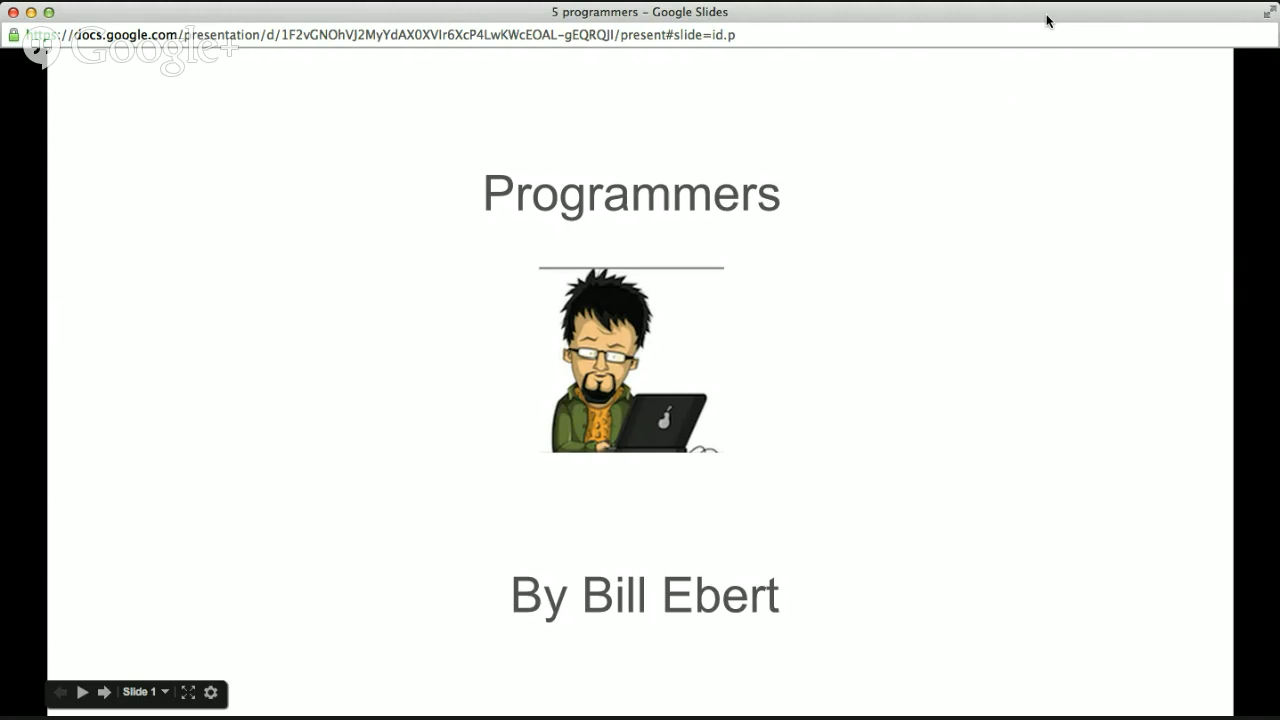 5 programmers – Google Slides
https://docs.google.com/presentation/d/1F2vGNOhVJ2MyYdAX0XVIr6XcP4LwKWcEOAL-gEQRQJI/present#slide=id.p
Google+
Programmers
By Bill Ebert
Slide 1